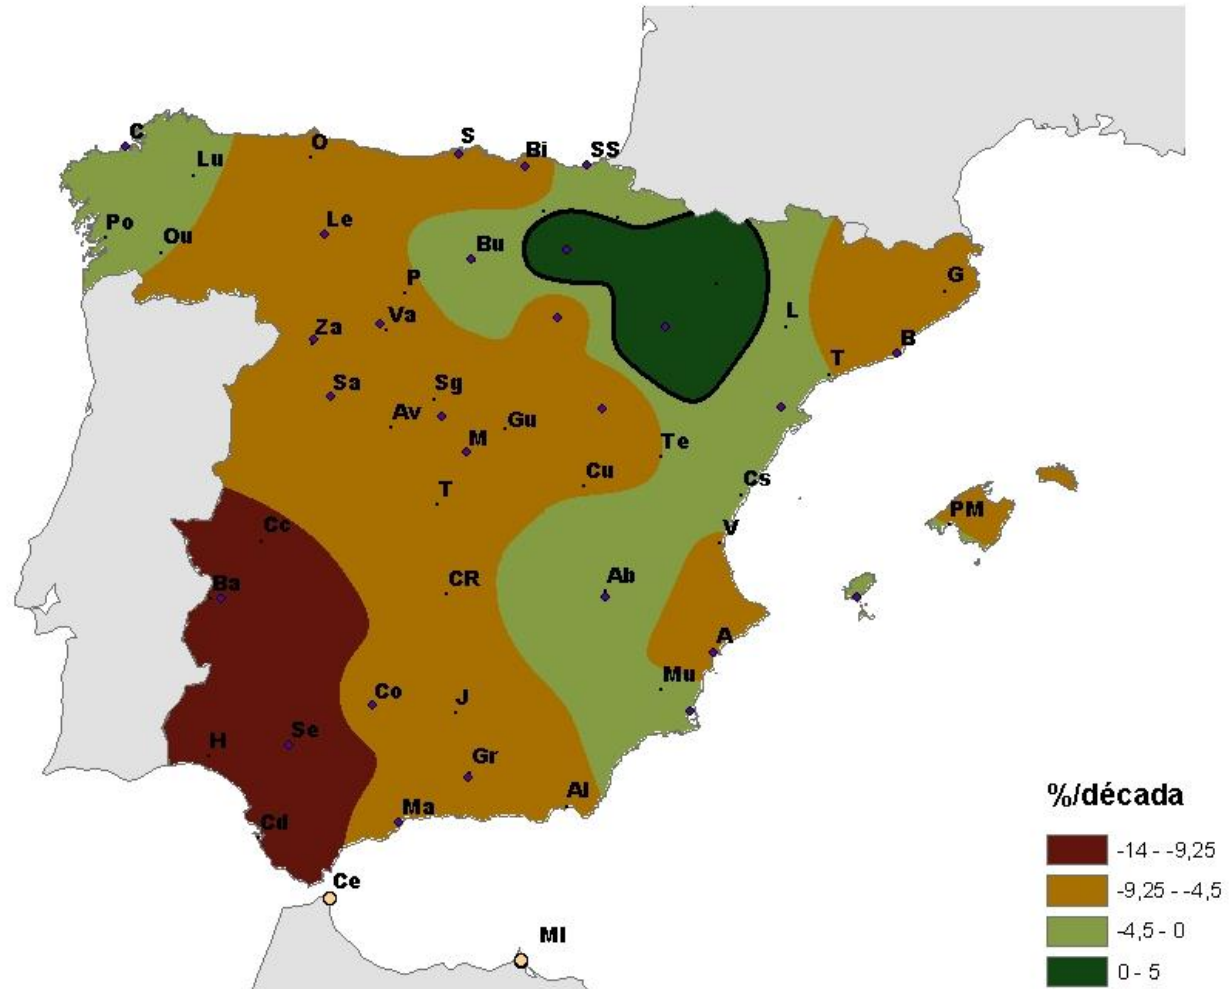 C
O
S
Bi
SS
Lu
Po
Ou
Le
Bu
P
G
Za
Va
L
B
T
Sa
Sg
Av
Gu
M
Te
Cu
T
Cs
PM
Cc
V
Ba
CR
Ab
A
Mu
Co
J
H
Se
Gr
Al
Ma
Cd
Ce
Ml
%/década
-14 - -9,25
-9,25 - -4,5
-4,5 - 0
0 - 5